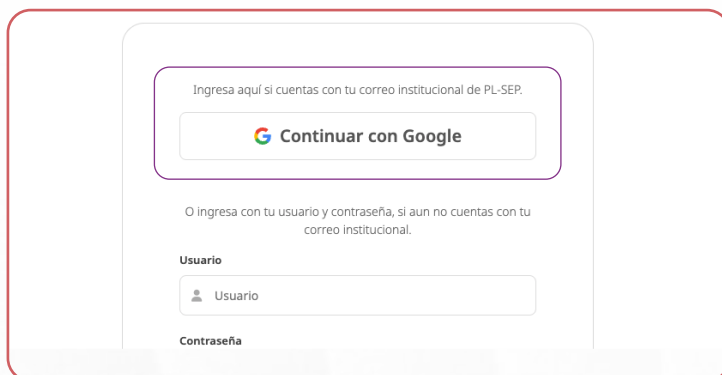 Ingresa aquí si cuentas con tu correo institucional de PL-SEP.
Continuar con Google
O ingresa con tu usuario y contraseña, si aun no cuentas con tu
correo institucional.
Usuario
Usuario
Contraseña